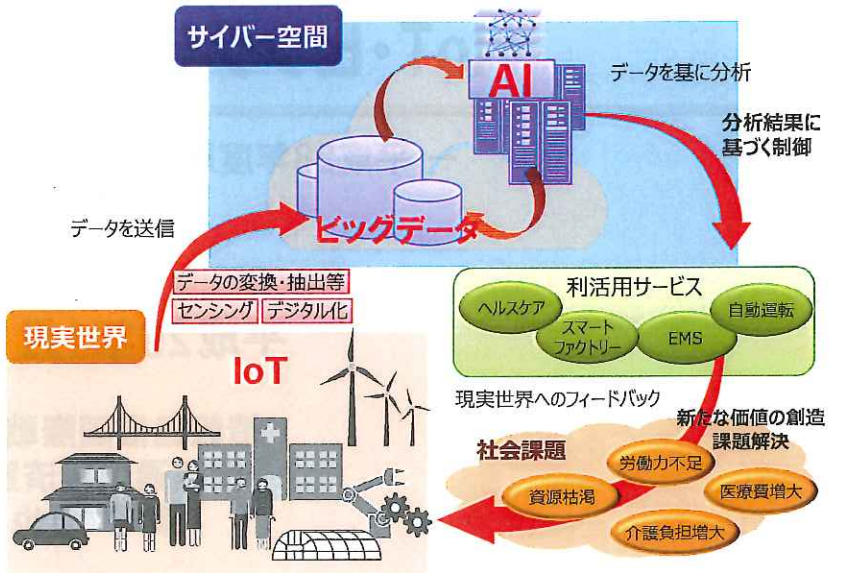 サイバー空間
AI
データを基に分析
分析結果に
基づく制御
ビッグデータ
データを送信
データの変換・抽出等
センシング
デジタル化
利活用サービス
ヘルスケア
スマート
ファクトリー
EMS
自動運転
現実世界
IoT
現実世界へのフィードバック
新たな価値の創造
課題解決
社会課題
労働力不足
資源枯渇
医療費増大
介護負担増大